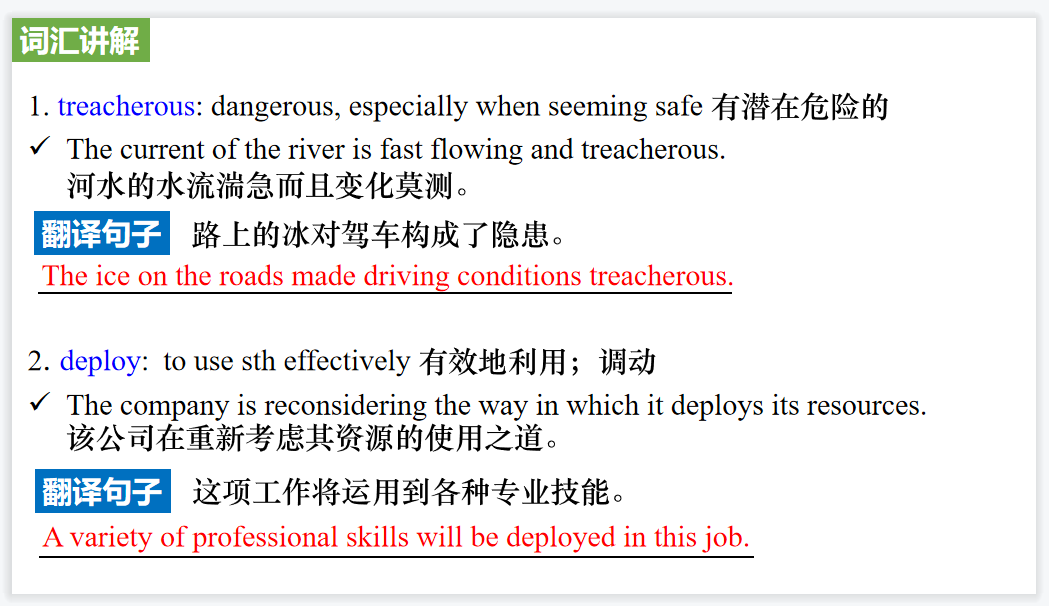 词汇讲解
1. treacherous: dangerous, especially when seeming safe 有潜在危险的
✓ The current of the river is fast flowing and treacherous.
河水的水流湍急而且变化莫测。
翻译句子 路上的冰对驾车构成了隐患。
The ice on the roads made driving conditions treacherous.
2. deploy: to use sth effectively 有效地利用；调动
✓ The company is reconsidering the way in which it deploys its resources.
该公司在重新考虑其资源的使用之道。
翻译句子 这项工作将运用到各种专业技能。
A variety of professional skills will be deployed in this job.